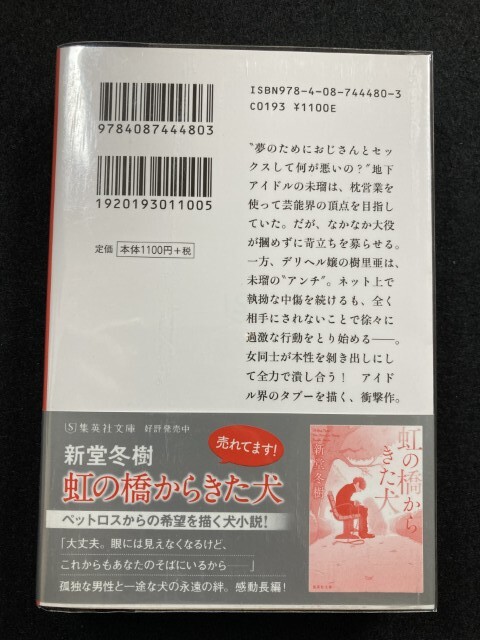 ISBN978-4-08-744480-3
C0193 ¥1100E
9784087444803
1920193011005
定価 本体1100円+税
〝夢のためにおじさんとセッ
クスして何が悪いの?〟地下
アイドルの未瑠は、枕営業を
使って芸能界の頂点を目指し
ていた。だが、なかなか大役
が摑めずに苛立ちを募らせる。
一方、デリヘル嬢の樹里亜は、
未瑠の〝アンチ〟。ネット上で
執拗な中傷を続けるも、全く
相手にされないことで徐々に
過激な行動をとり始める——。
女同士が本性を剝き出しにし
て全力で潰し合う! アイド
ル界のタブーを描く、衝撃作。
(S)集英社文庫 好評発売中
売れてます!
新堂冬樹
虹の橋からきた犬
ペットロスからの希望を描く犬小説!
「大丈夫。眼には見えなくなるけど、
これからもあなたのそばにいるから——」
孤独な男性と一途な犬の永遠の絆。感動長編!
虹の橋から
きた犬
新堂冬樹